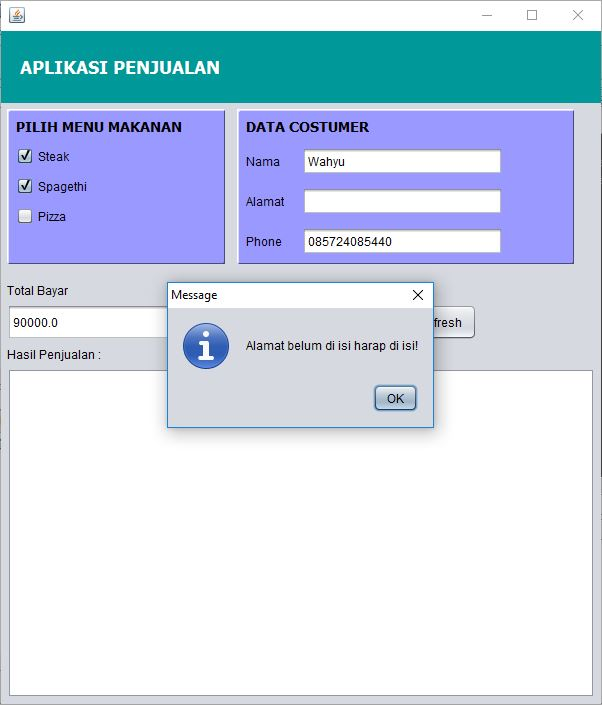 APLIKASI PENJUALAN
PILIH MENU MAKANAN
Steak
Spagethi
Pizza
DATA COSTUMER
Nama
Wahyu
Alamat
Phone
085724085440
Total Bayar
90000.0
fresh
Message
Alamat belum di isi harap di isi!
OK
Hasil Penjualan :